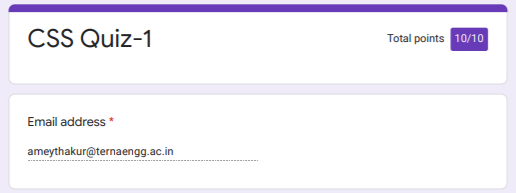 CSS Quiz-1
Total points 10/10
Email address *
ameythakur@ternaengg.ac.in